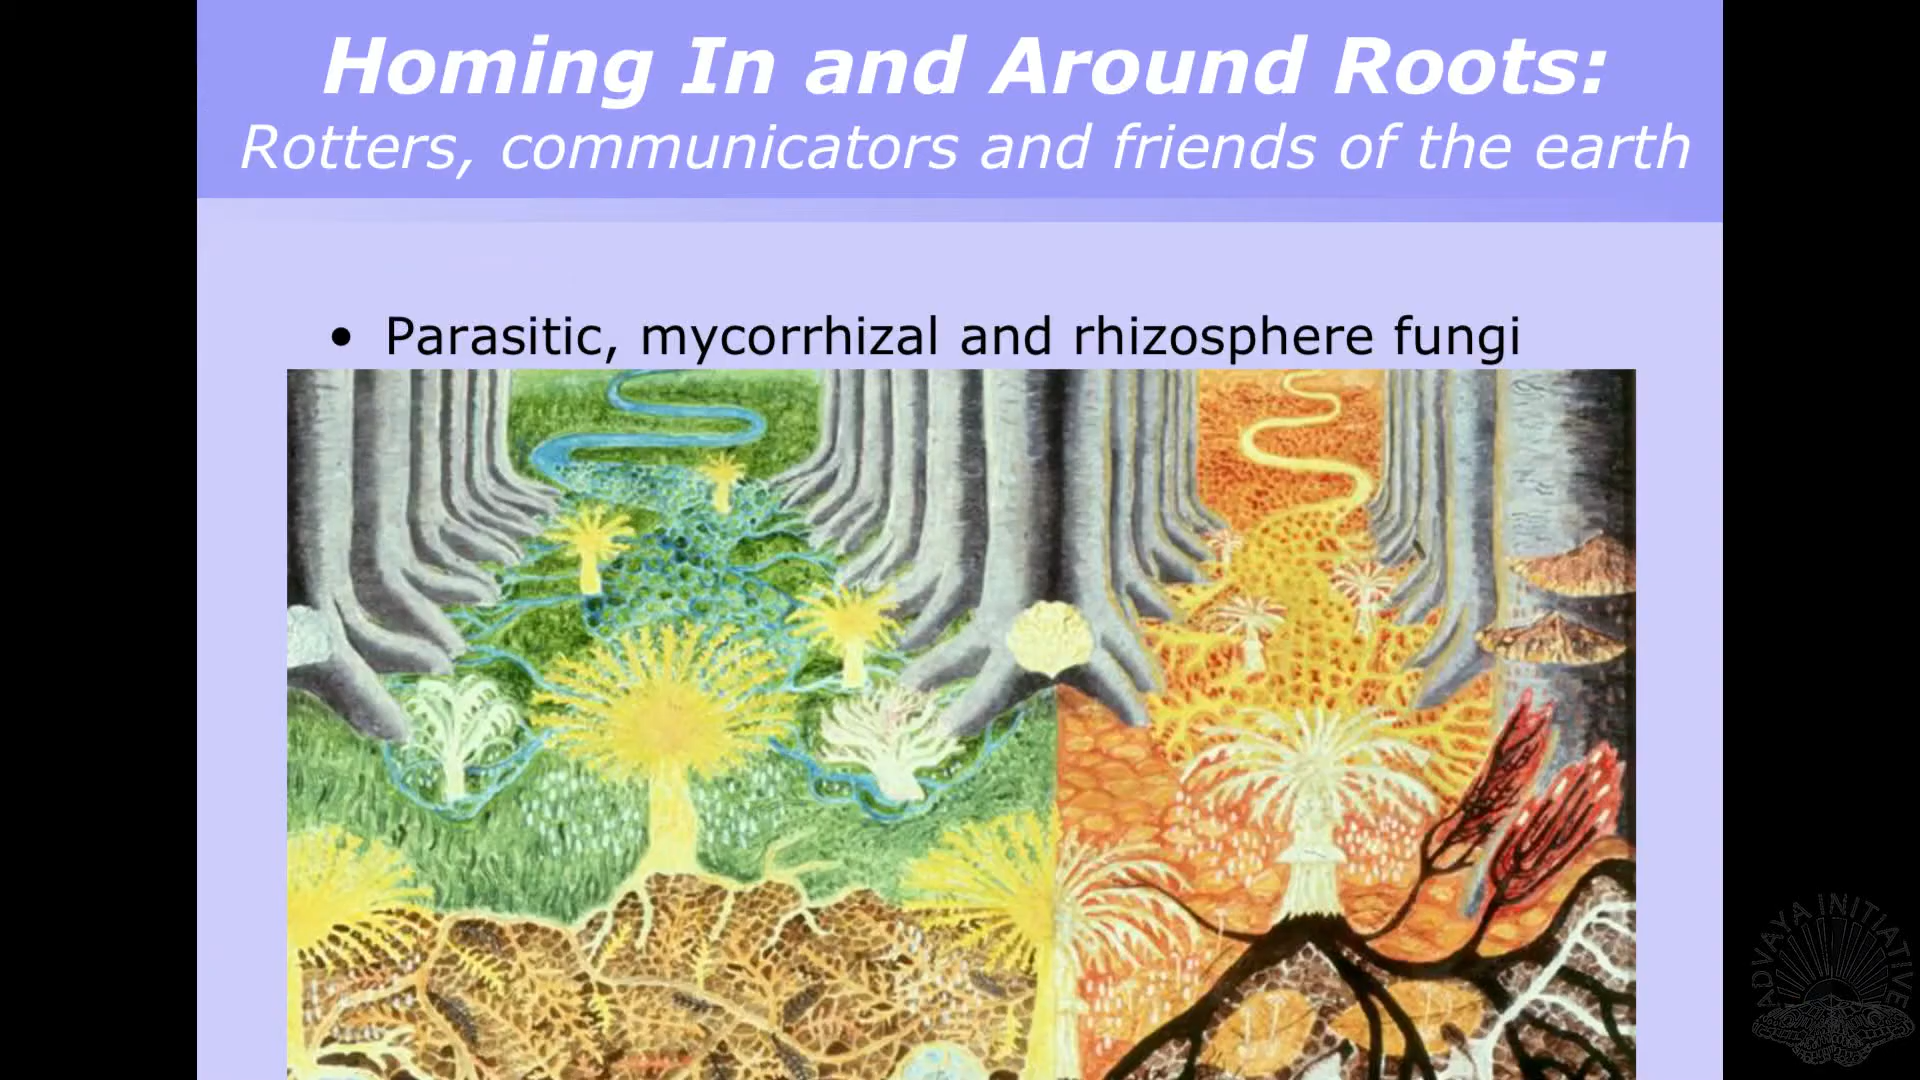 Homing In and Around Roots:
Rotters, communicators and friends of the earth
• Parasitic, mycorrhizal and rhizosphere fungi
ADVAYA INITIATIVE